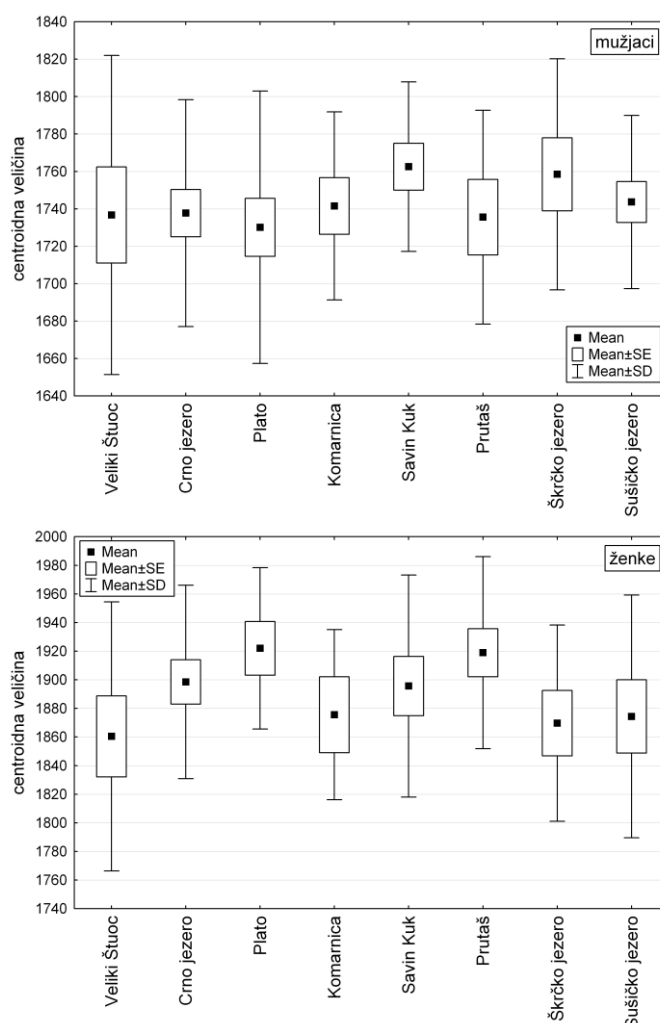 mužjaci
centroidna veličina
1840
1820
1800
1780
1760
1740
1720
1700
1680
1660
1640
Mean
Mean±SE
Mean±SD
Veliki Štuoc
Crno jezero
Plato
Komarnica
Savin Kuk
Prutaš
Škrčko jezero
Sušičko jezero
ženke
centroidna veličina
2000
1980
1960
1940
1920
1900
1880
1860
1840
1820
1800
1780
1760
1740
Mean
Mean±SE
Mean±SD
Veliki Štuoc
Crno jezero
Plato
Komarnica
Savin Kuk
Prutaš
Škrčko jezero
Sušičko jezero